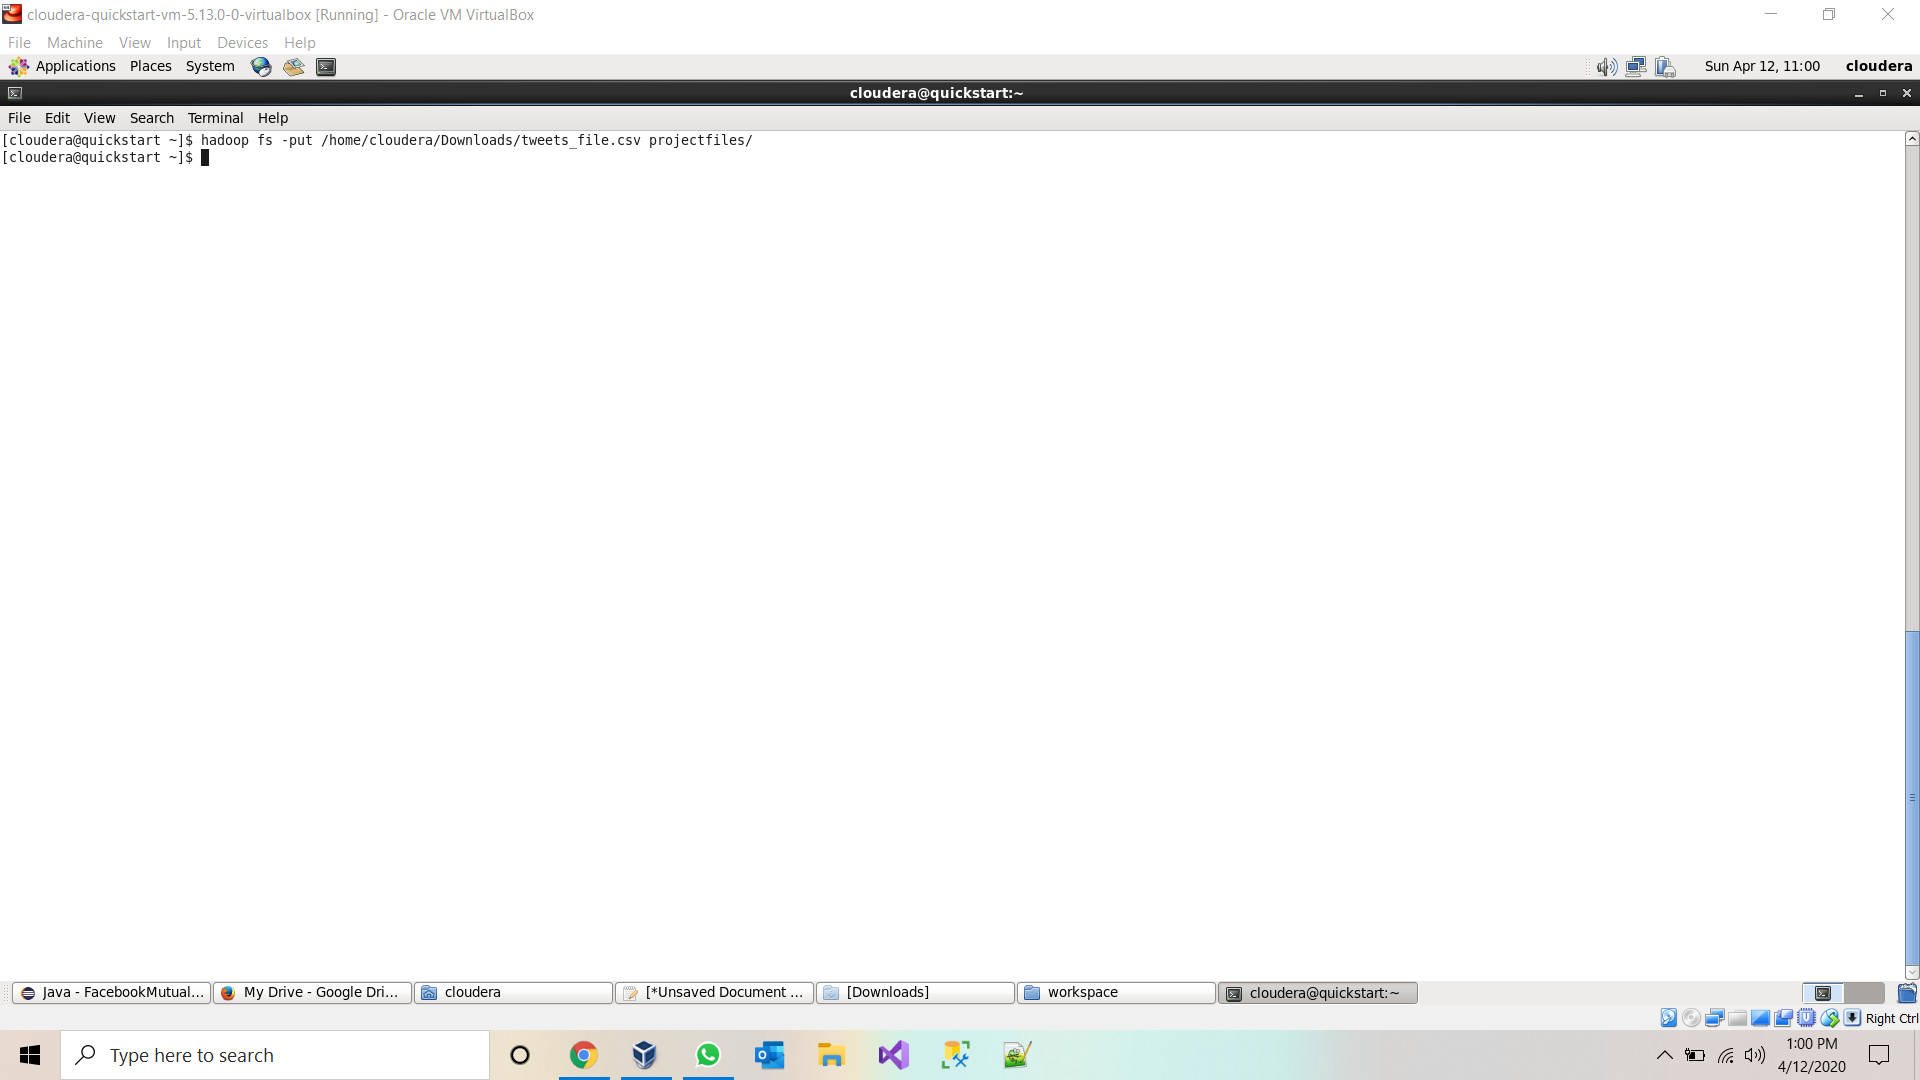 cloudera-quickstart-vm-5.13.0-0-virtualbox [Running] - Oracle VM VirtualBox
File Machine View Input Devices Help
Applications Places System Sun Apr 12, 11:00 cloudera
cloudera@quickstart:~
File Edit View Search Terminal Help
[cloudera@quickstart ~]$ hadoop fs -put /home/cloudera/Downloads/tweets_file.csv projectfiles/
[cloudera@quickstart ~]$
Java - FacebookMutual... My Drive - Google Dri... cloudera [*Unsaved Document ... [Downloads] workspace cloudera@quickstart:~
Right Ctrl
Type here to search
1:00 PM
4/12/2020